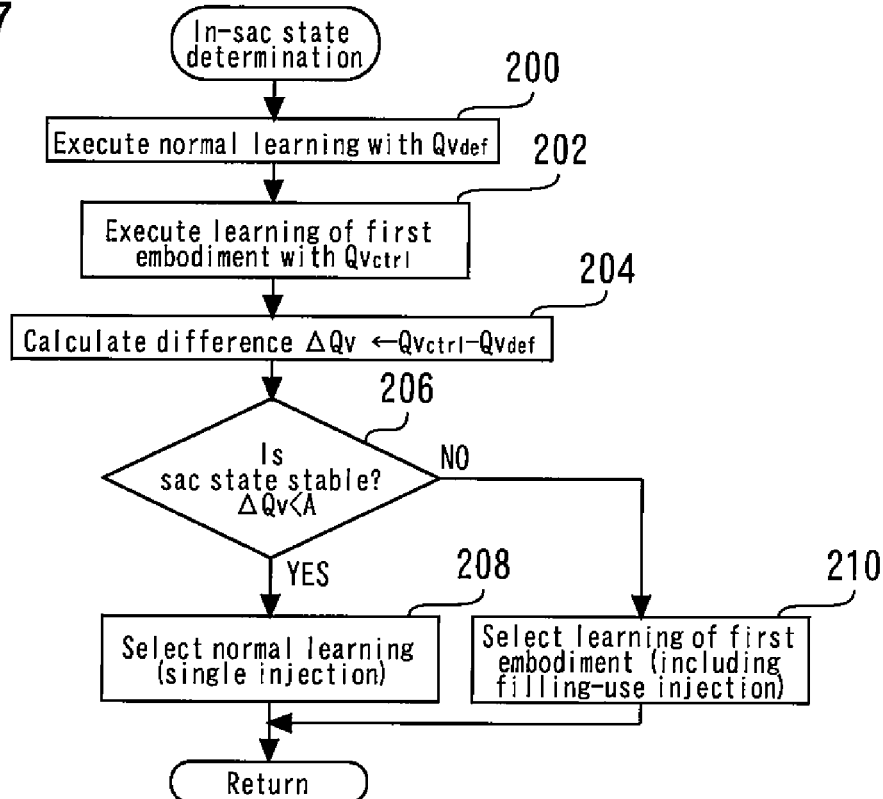 7
In-sac state
determination
200
Execute normal learning with Qvdef
202
Execute learning of first
embodiment with Qvctrl
204
Calculate difference ΔQv ←Qvctrl-Qvdef
206
Is
sac state stable?
ΔQv<A
NO
YES
208
Select normal learning
(single injection)
210
Select learning of first
embodiment (including
filling-use injection)
Return